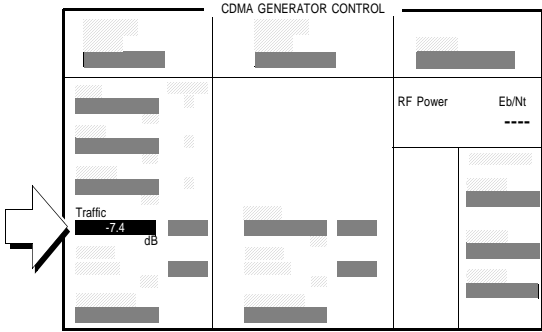 CDMA GENERATOR CONTROL
RF Power Eb/Nt
----
Traffic
-7.4
dB